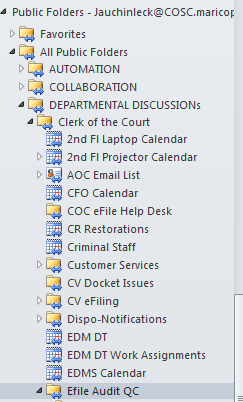 Public Folders - Jauchinleck@COSC.maricop
Favorites
All Public Folders
AUTOMATION
COLLABORATION
DEPARTMENTAL DISCUSSIONs
Clerk of the Court
2nd Fl Laptop Calendar
2nd Fl Projector Calendar
AOC Email List
CFO Calendar
COC eFile Help Desk
CR Restorations
Criminal Staff
Customer Services
CV Docket Issues
CV eFiling
Dispo-Notifications
EDM DT
EDM DT Work Assignments
EDMS Calendar
Efile Audit QC